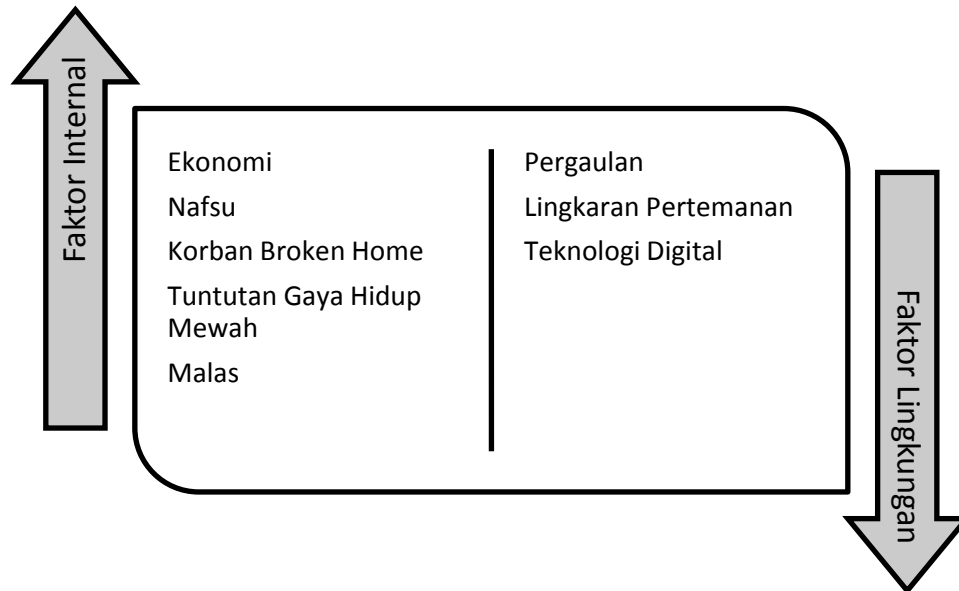 Faktor Internal
Ekonomi
Nafsu
Korban Broken Home
Tuntutan Gaya Hidup
Mewah
Malas
Pergaulan
Lingkaran Pertemanan
Teknologi Digital
Faktor Lingkungan